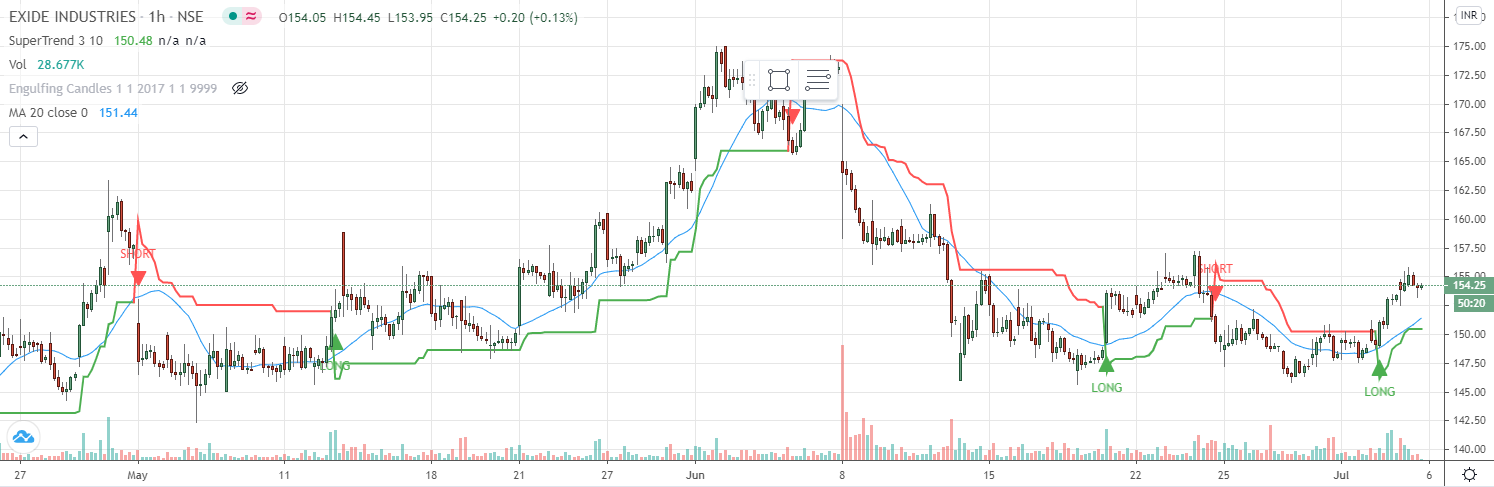 EXIDE INDUSTRIES · 1h · NSE O154.05 H154.45 L153.95 C154.25 +0.20 (+0.13%)
SuperTrend 3 10 150.48 n/a n/a
Vol 28.677K
Engulfing Candles 1 1 2017 1 1 9999
MA 20 close 0 151.44
INR
175.00
172.50
170.00
167.50
165.00
162.50
160.00
157.50
155.00
154.25
50:20
150.00
147.50
145.00
142.50
140.00
SHORT
SHORT
LONG
LONG
LONG
27 May 11 18 21 27 Jun 8 15 22 25 Jul 6